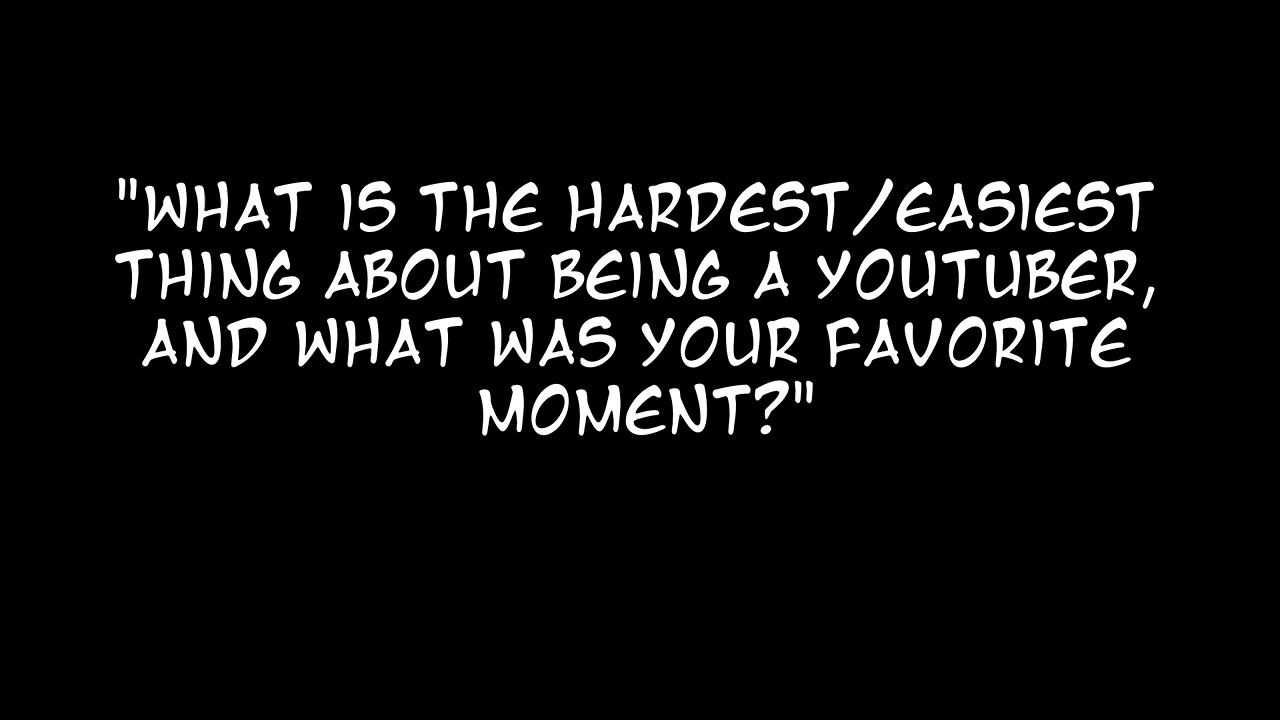 "WHAT IS THE HARDEST/EASIEST
THING ABOUT BEING A YOUTUBER,
AND WHAT WAS YOUR FAVORITE
MOMENT?"